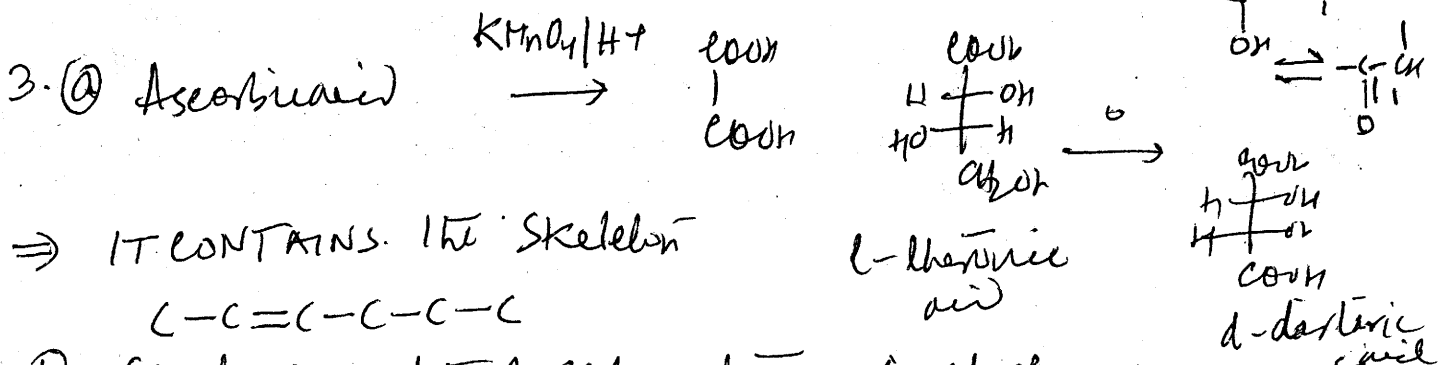 OH ⇌ -C-CH
||
O
3. ⓐ Ascorbic acid KMnO4/H+ → COOH
|
COOH
COOH
H OH
HO H
CH2OH
O →
COOH
H OH
H OH
COOH
⇒ IT CONTAINS. The Skeleton
l-threonic
acid
d-tartaric
acid
C-C=C-C-C-C